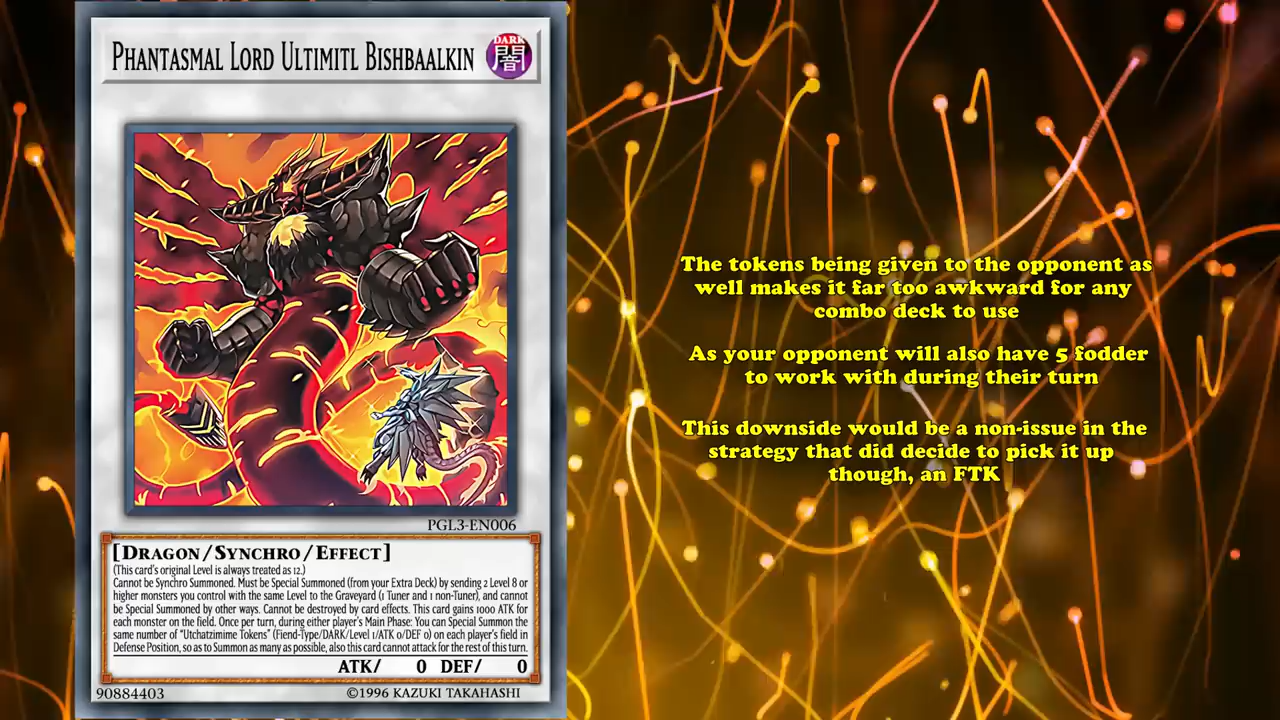 PHANTASMAL LORD ULTIMITL BISHBAALKIN
DARK
闇
PGL3-EN006
[DRAGON/SYNCHRO/EFFECT]
(This card's original Level is always treated as 12.)
Cannot be Synchro Summoned. Must be Special Summoned (from your Extra Deck) by sending 2 Level 8 or
higher monsters you control with the same Level to the Graveyard (1 Tuner and 1 non-Tuner), and cannot
be Special Summoned by other ways. Cannot be destroyed by card effects. This card gains 1000 ATK for
each monster on the field. Once per turn, during either player's Main Phase: You can Special Summon the
same number of "Utchatzimime Tokens" (Fiend-Type/DARK/Level 1/ATK 0/DEF 0) on each player's field in
Defense Position, so as to Summon as many as possible, also this card cannot attack for the rest of this turn.
ATK/ 0 DEF/ 0
90884403
©1996 KAZUKI TAKAHASHI
The tokens being given to the opponent as
well makes it far too awkward for any
combo deck to use
As your opponent will also have 5 fodder
to work with during their turn
This downside would be a non-issue in the
strategy that did decide to pick it up
though, an FTK